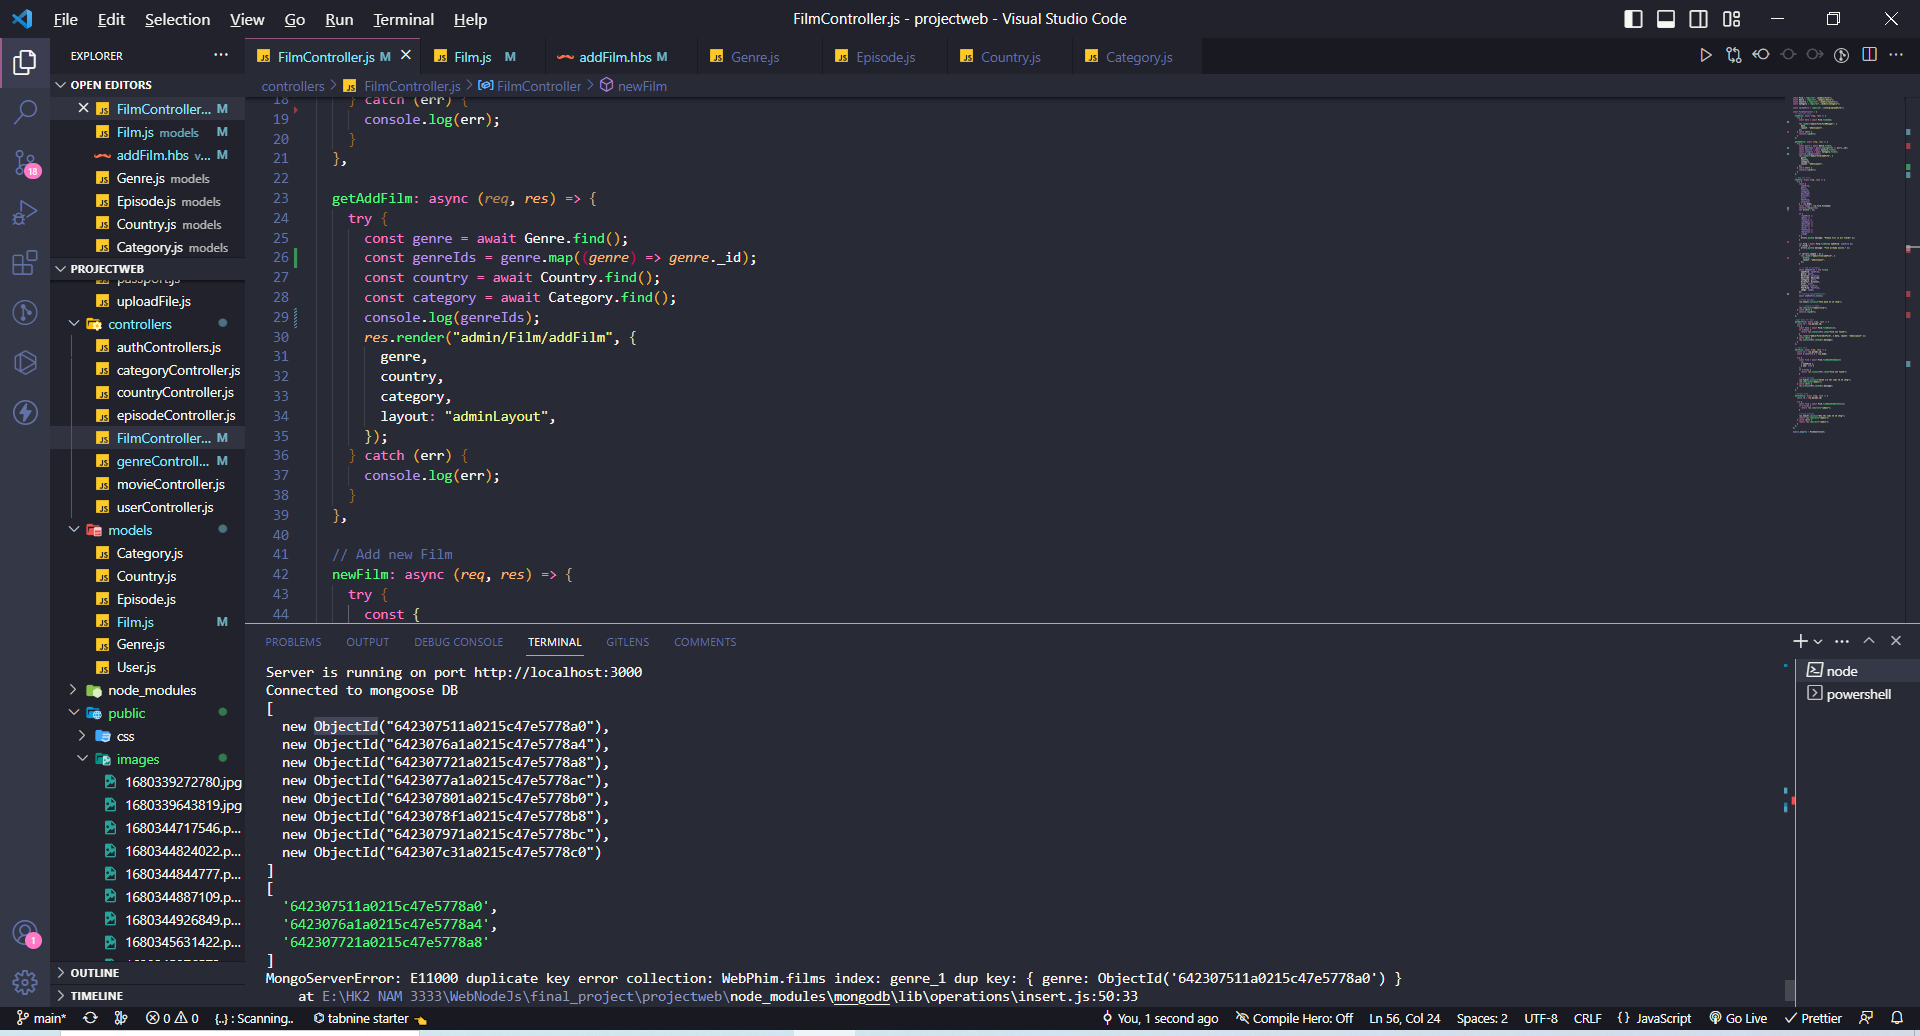 File Edit Selection View Go Run Terminal Help
FilmController.js - projectweb - Visual Studio Code
EXPLORER
FilmController.js M
Film.js M
addFilm.hbs M
Genre.js
Episode.js
Country.js
Category.js
OPEN EDITORS
FilmController... M
Film.js models M
addFilm.hbs v... M
Genre.js models
Episode.js models
Country.js models
Category.js models
PROJECTWEB
passport.js
uploadFile.js
controllers
authControllers.js
categoryController.js
countryController.js
episodeController.js
FilmController... M
genreControll... M
movieController.js
userController.js
models
Category.js
Country.js
Episode.js
Film.js M
Genre.js
User.js
node_modules
public
css
images
1680339272780.jpg
1680339643819.jpg
1680344717546.p...
1680344824022.p...
1680344844777.p...
1680344887109.p...
1680344926849.p...
1680345631422.p...
OUTLINE
TIMELINE
18
1
controllers > FilmController.js > FilmController > newFilm
18 } catch (err) {
19 console.log(err);
20 }
21 },
22
23 getAddFilm: async (req, res) => {
24 try {
25 const genre = await Genre.find();
26 const genreIds = genre.map((genre) => genre._id);
27 const country = await Country.find();
28 const category = await Category.find();
29 console.log(genreIds);
30 res.render("admin/Film/addFilm", {
31 genre,
32 country,
33 category,
34 layout: "adminLayout",
35 });
36 } catch (err) {
37 console.log(err);
38 }
39 },
40
41 // Add new Film
42 newFilm: async (req, res) => {
43 try {
44 const {
PROBLEMS OUTPUT DEBUG CONSOLE TERMINAL GITLENS COMMENTS
node
powershell
Server is running on port http://localhost:3000
Connected to mongoose DB
[
new ObjectId("642307511a0215c47e5778a0"),
new ObjectId("6423076a1a0215c47e5778a4"),
new ObjectId("642307721a0215c47e5778a8"),
new ObjectId("6423077a1a0215c47e5778ac"),
new ObjectId("642307801a0215c47e5778b0"),
new ObjectId("6423078f1a0215c47e5778b8"),
new ObjectId("642307971a0215c47e5778bc"),
new ObjectId("642307c31a0215c47e5778c0")
]
[
'642307511a0215c47e5778a0',
'6423076a1a0215c47e5778a4',
'642307721a0215c47e5778a8'
]
MongoServerError: E11000 duplicate key error collection: WebPhim.films index: genre_1 dup key: { genre: ObjectId('642307511a0215c47e5778a0') }
at E:\HK2 NAM 3333\WebNodeJs\final_project\projectweb\node_modules\mongodb\lib\operations\insert.js:50:33
main* 0 0 {..} : Scanning.. tabnine starter You, 1 second ago Compile Hero: Off Ln 56, Col 24 Spaces: 2 UTF-8 CRLF { } JavaScript Go Live Prettier